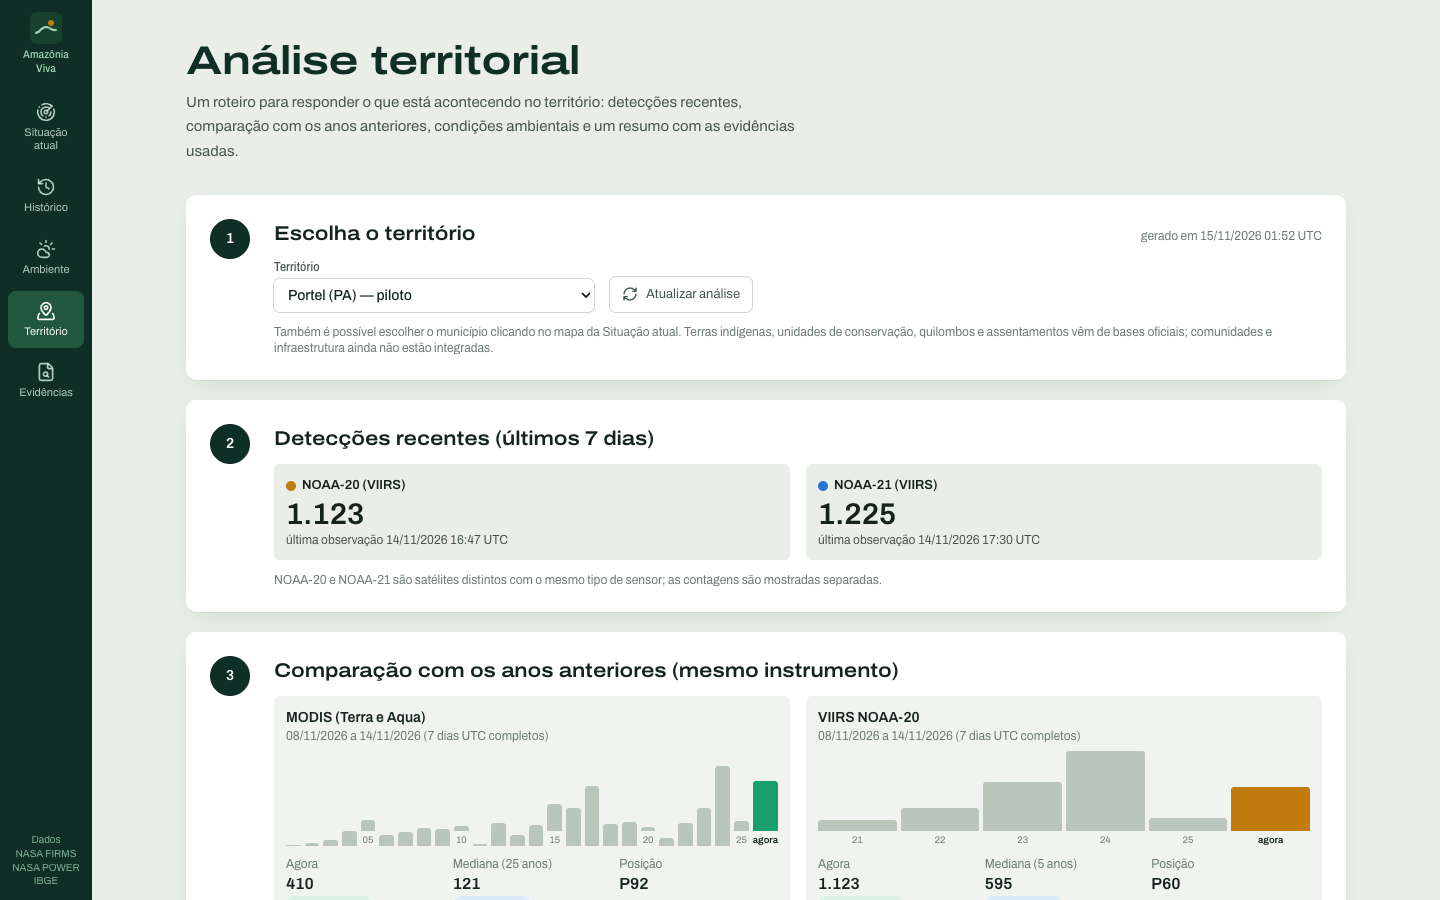 Amazônia
Viva
Situação
atual
Histórico
Ambiente
Território
Evidências
Dados
NASA FIRMS
NASA POWER
IBGE
Análise territorial
Um roteiro para responder o que está acontecendo no território: detecções recentes,
comparação com os anos anteriores, condições ambientais e um resumo com as evidências
usadas.
1
Escolha o território
gerado em 15/11/2026 01:52 UTC
Território
Portel (PA) — piloto
Atualizar análise
Também é possível escolher o município clicando no mapa da Situação atual. Terras indígenas, unidades de conservação, quilombos e assentamentos vêm de bases oficiais; comunidades e
infraestrutura ainda não estão integradas.
2
Detecções recentes (últimos 7 dias)
NOAA-20 (VIIRS)
1.123
última observação 14/11/2026 16:47 UTC
NOAA-21 (VIIRS)
1.225
última observação 14/11/2026 17:30 UTC
NOAA-20 e NOAA-21 são satélites distintos com o mesmo tipo de sensor; as contagens são mostradas separadas.
3
Comparação com os anos anteriores (mesmo instrumento)
MODIS (Terra e Aqua)
08/11/2026 a 14/11/2026 (7 dias UTC completos)
05 10 15 20 25 agora
Agora Mediana (25 anos) Posição
410 121 P92
VIIRS NOAA-20
08/11/2026 a 14/11/2026 (7 dias UTC completos)
21 22 23 24 25 agora
Agora Mediana (5 anos) Posição
1.123 595 P60